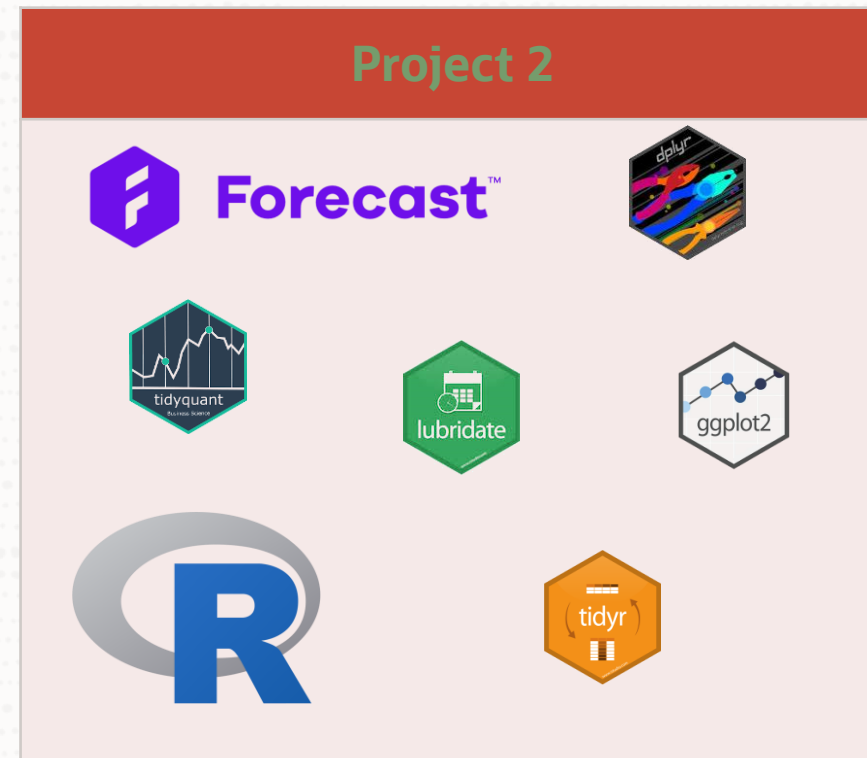 Project 2
Forecast™
dplyr
tidyquant
Business Science
lubridate
ggplot2
R
tidyr